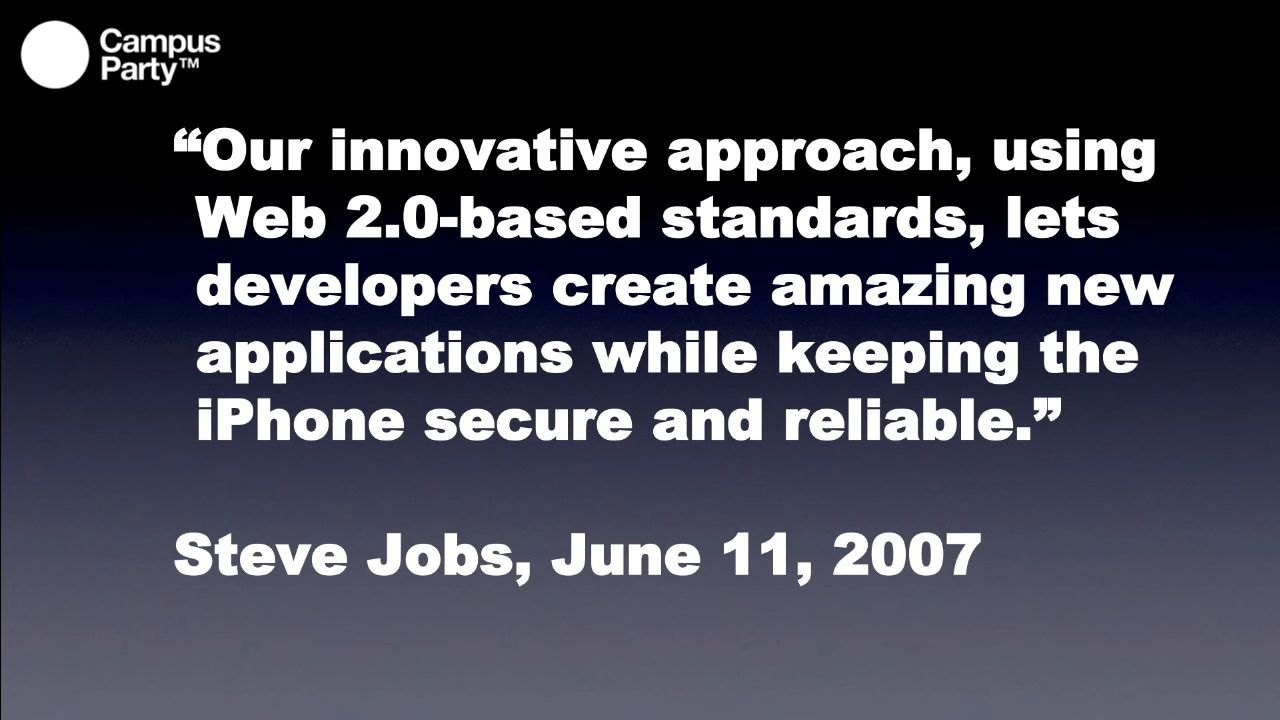 Campus
Party™
“Our innovative approach, using
Web 2.0-based standards, lets
developers create amazing new
applications while keeping the
iPhone secure and reliable.”
Steve Jobs, June 11, 2007